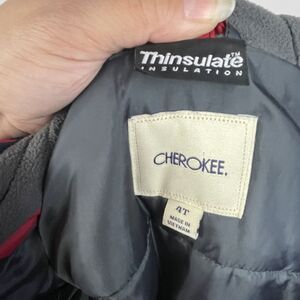 Thinsulate™
INSULATION
CHEROKEE.
4T
MADE IN
VIETNAM